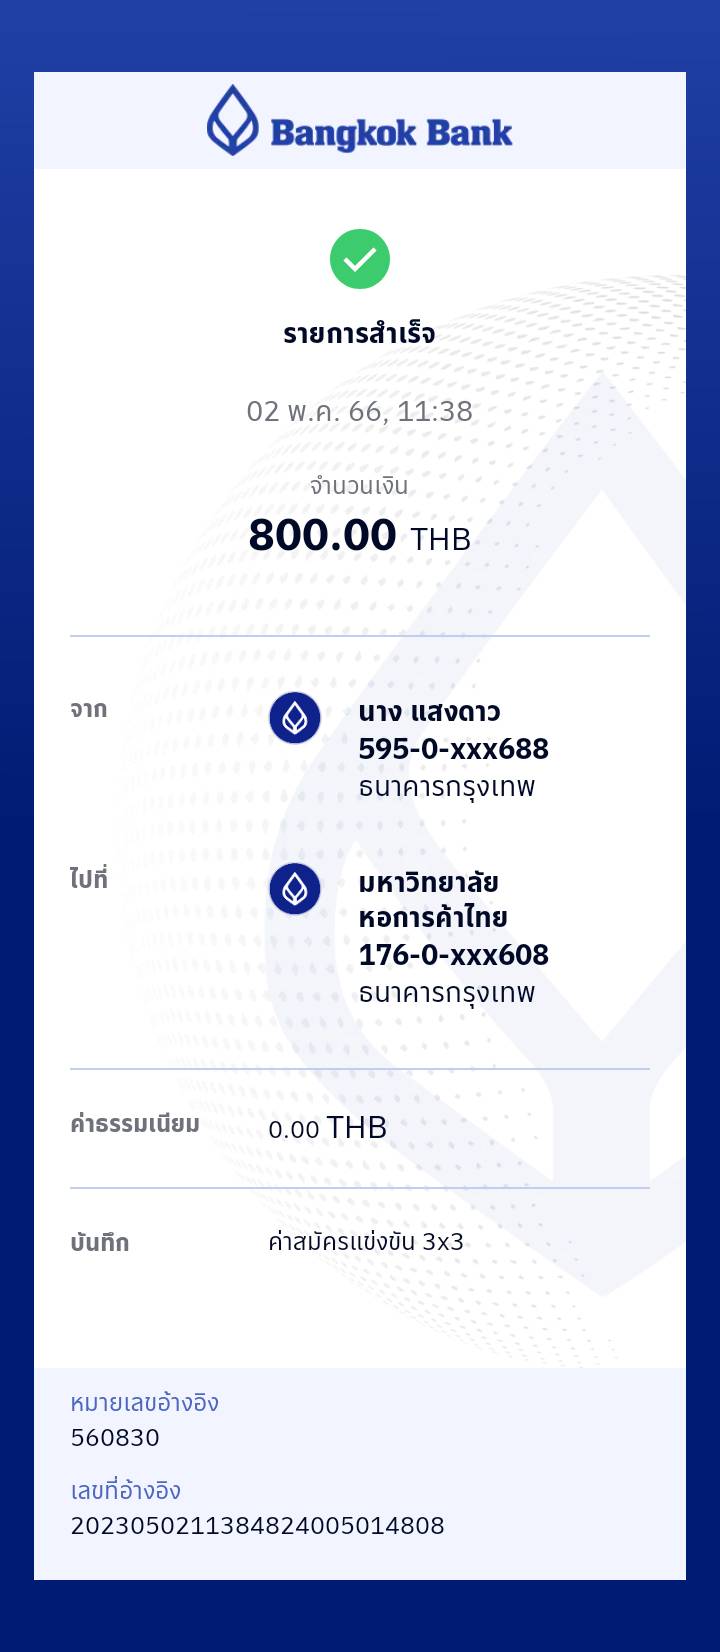 Bangkok Bank
รายการสำเร็จ
02 พ.ค. 66, 11:38
จำนวนเงิน
800.00 THB
จาก
นาง แสงดาว
595-0-xxx688
ธนาคารกรุงเทพ
ไปที่
มหาวิทยาลัย
หอการค้าไทย
176-0-xxx608
ธนาคารกรุงเทพ
ค่าธรรมเนียม 0.00 THB
บันทึก ค่าสมัครแข่งขัน 3x3
หมายเลขอ้างอิง
560830
เลขที่อ้างอิง
2023050211384824005014808